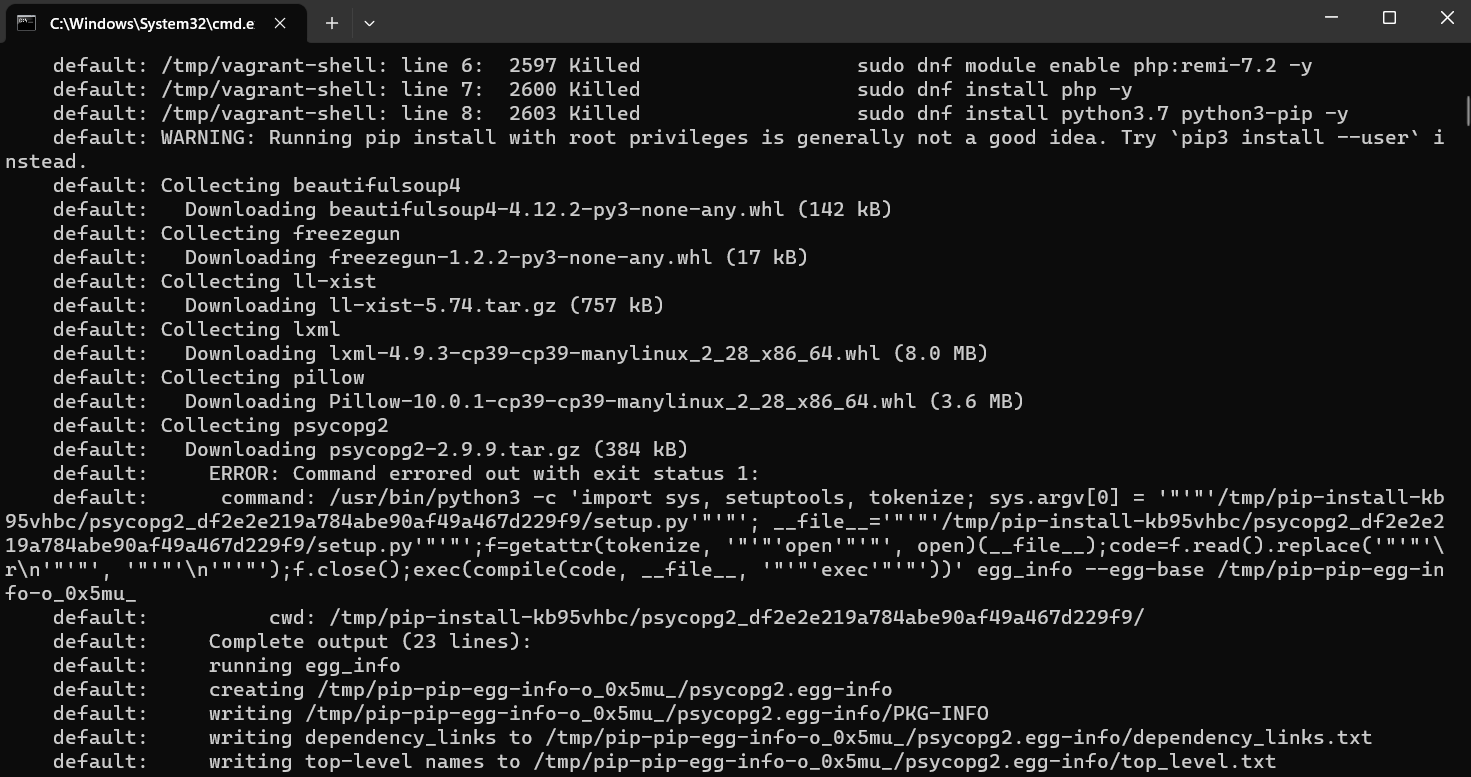 C:\Windows\System32\cmd.e
default: /tmp/vagrant-shell: line 6:  2597 Killed                  sudo dnf module enable php:remi-7.2 -y
default: /tmp/vagrant-shell: line 7:  2600 Killed                  sudo dnf install php -y
default: /tmp/vagrant-shell: line 8:  2603 Killed                  sudo dnf install python3.7 python3-pip -y
default: WARNING: Running pip install with root privileges is generally not a good idea. Try `pip3 install --user` i
nstead.
default: Collecting beautifulsoup4
default:   Downloading beautifulsoup4-4.12.2-py3-none-any.whl (142 kB)
default: Collecting freezegun
default:   Downloading freezegun-1.2.2-py3-none-any.whl (17 kB)
default: Collecting ll-xist
default:   Downloading ll-xist-5.74.tar.gz (757 kB)
default: Collecting lxml
default:   Downloading lxml-4.9.3-cp39-cp39-manylinux_2_28_x86_64.whl (8.0 MB)
default: Collecting pillow
default:   Downloading Pillow-10.0.1-cp39-cp39-manylinux_2_28_x86_64.whl (3.6 MB)
default: Collecting psycopg2
default:   Downloading psycopg2-2.9.9.tar.gz (384 kB)
default:     ERROR: Command errored out with exit status 1:
default:      command: /usr/bin/python3 -c 'import sys, setuptools, tokenize; sys.argv[0] = '"'"'/tmp/pip-install-kb
95vhbc/psycopg2_df2e2e219a784abe90af49a467d229f9/setup.py'"'"'; __file__='"'"'/tmp/pip-install-kb95vhbc/psycopg2_df2e2e2
19a784abe90af49a467d229f9/setup.py'"'"';f=getattr(tokenize, '"'"'open'"'"', open)(__file__);code=f.read().replace('"'"'\
r\n'"'"', '"'"'\n'"'"');f.close();exec(compile(code, __file__, '"'"'exec'"'"'))' egg_info --egg-base /tmp/pip-pip-egg-in
fo-o_0x5mu_
default:          cwd: /tmp/pip-install-kb95vhbc/psycopg2_df2e2e219a784abe90af49a467d229f9/
default:     Complete output (23 lines):
default:     running egg_info
default:     creating /tmp/pip-pip-egg-info-o_0x5mu_/psycopg2.egg-info
default:     writing /tmp/pip-pip-egg-info-o_0x5mu_/psycopg2.egg-info/PKG-INFO
default:     writing dependency_links to /tmp/pip-pip-egg-info-o_0x5mu_/psycopg2.egg-info/dependency_links.txt
default:     writing top-level names to /tmp/pip-pip-egg-info-o_0x5mu_/psycopg2.egg-info/top_level.txt